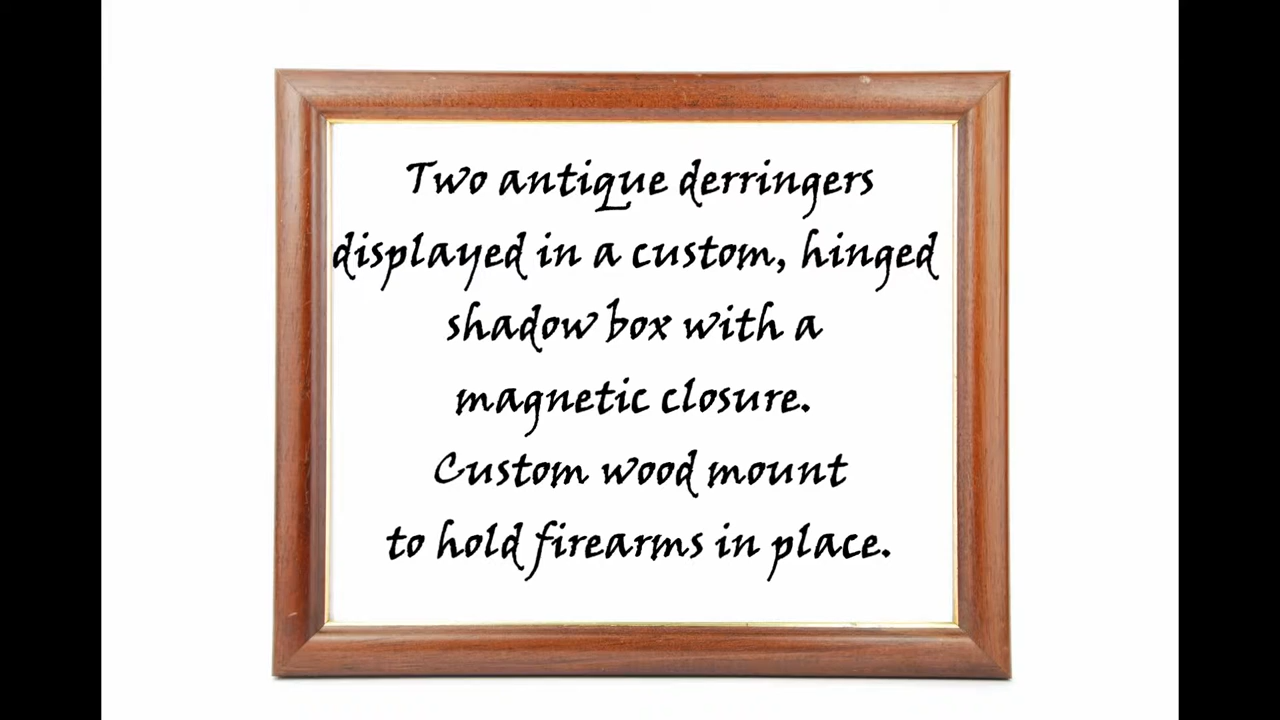 Two antique derringers
displayed in a custom, hinged
shadow box with a
magnetic closure.
Custom wood mount
to hold firearms in place.